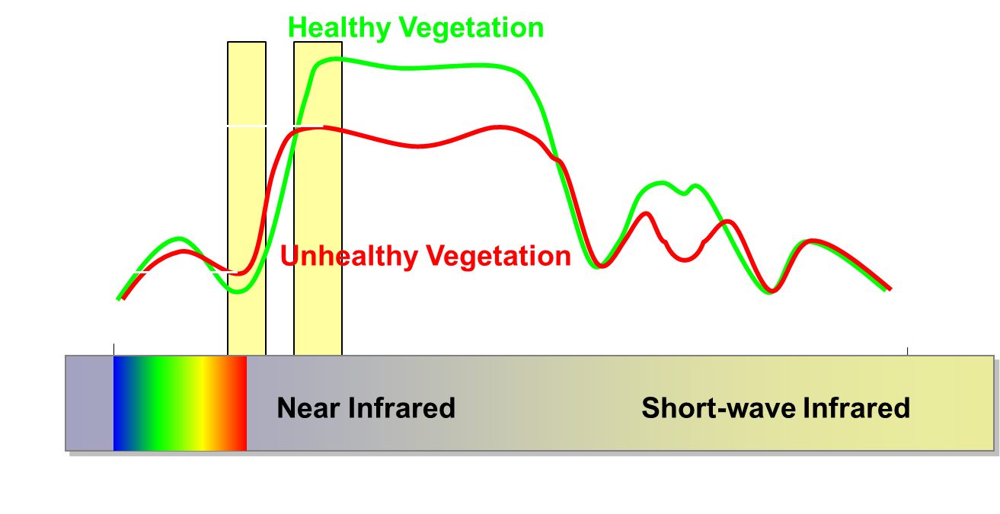 Healthy Vegetation
Unhealthy Vegetation
Near Infrared
Short-wave Infrared